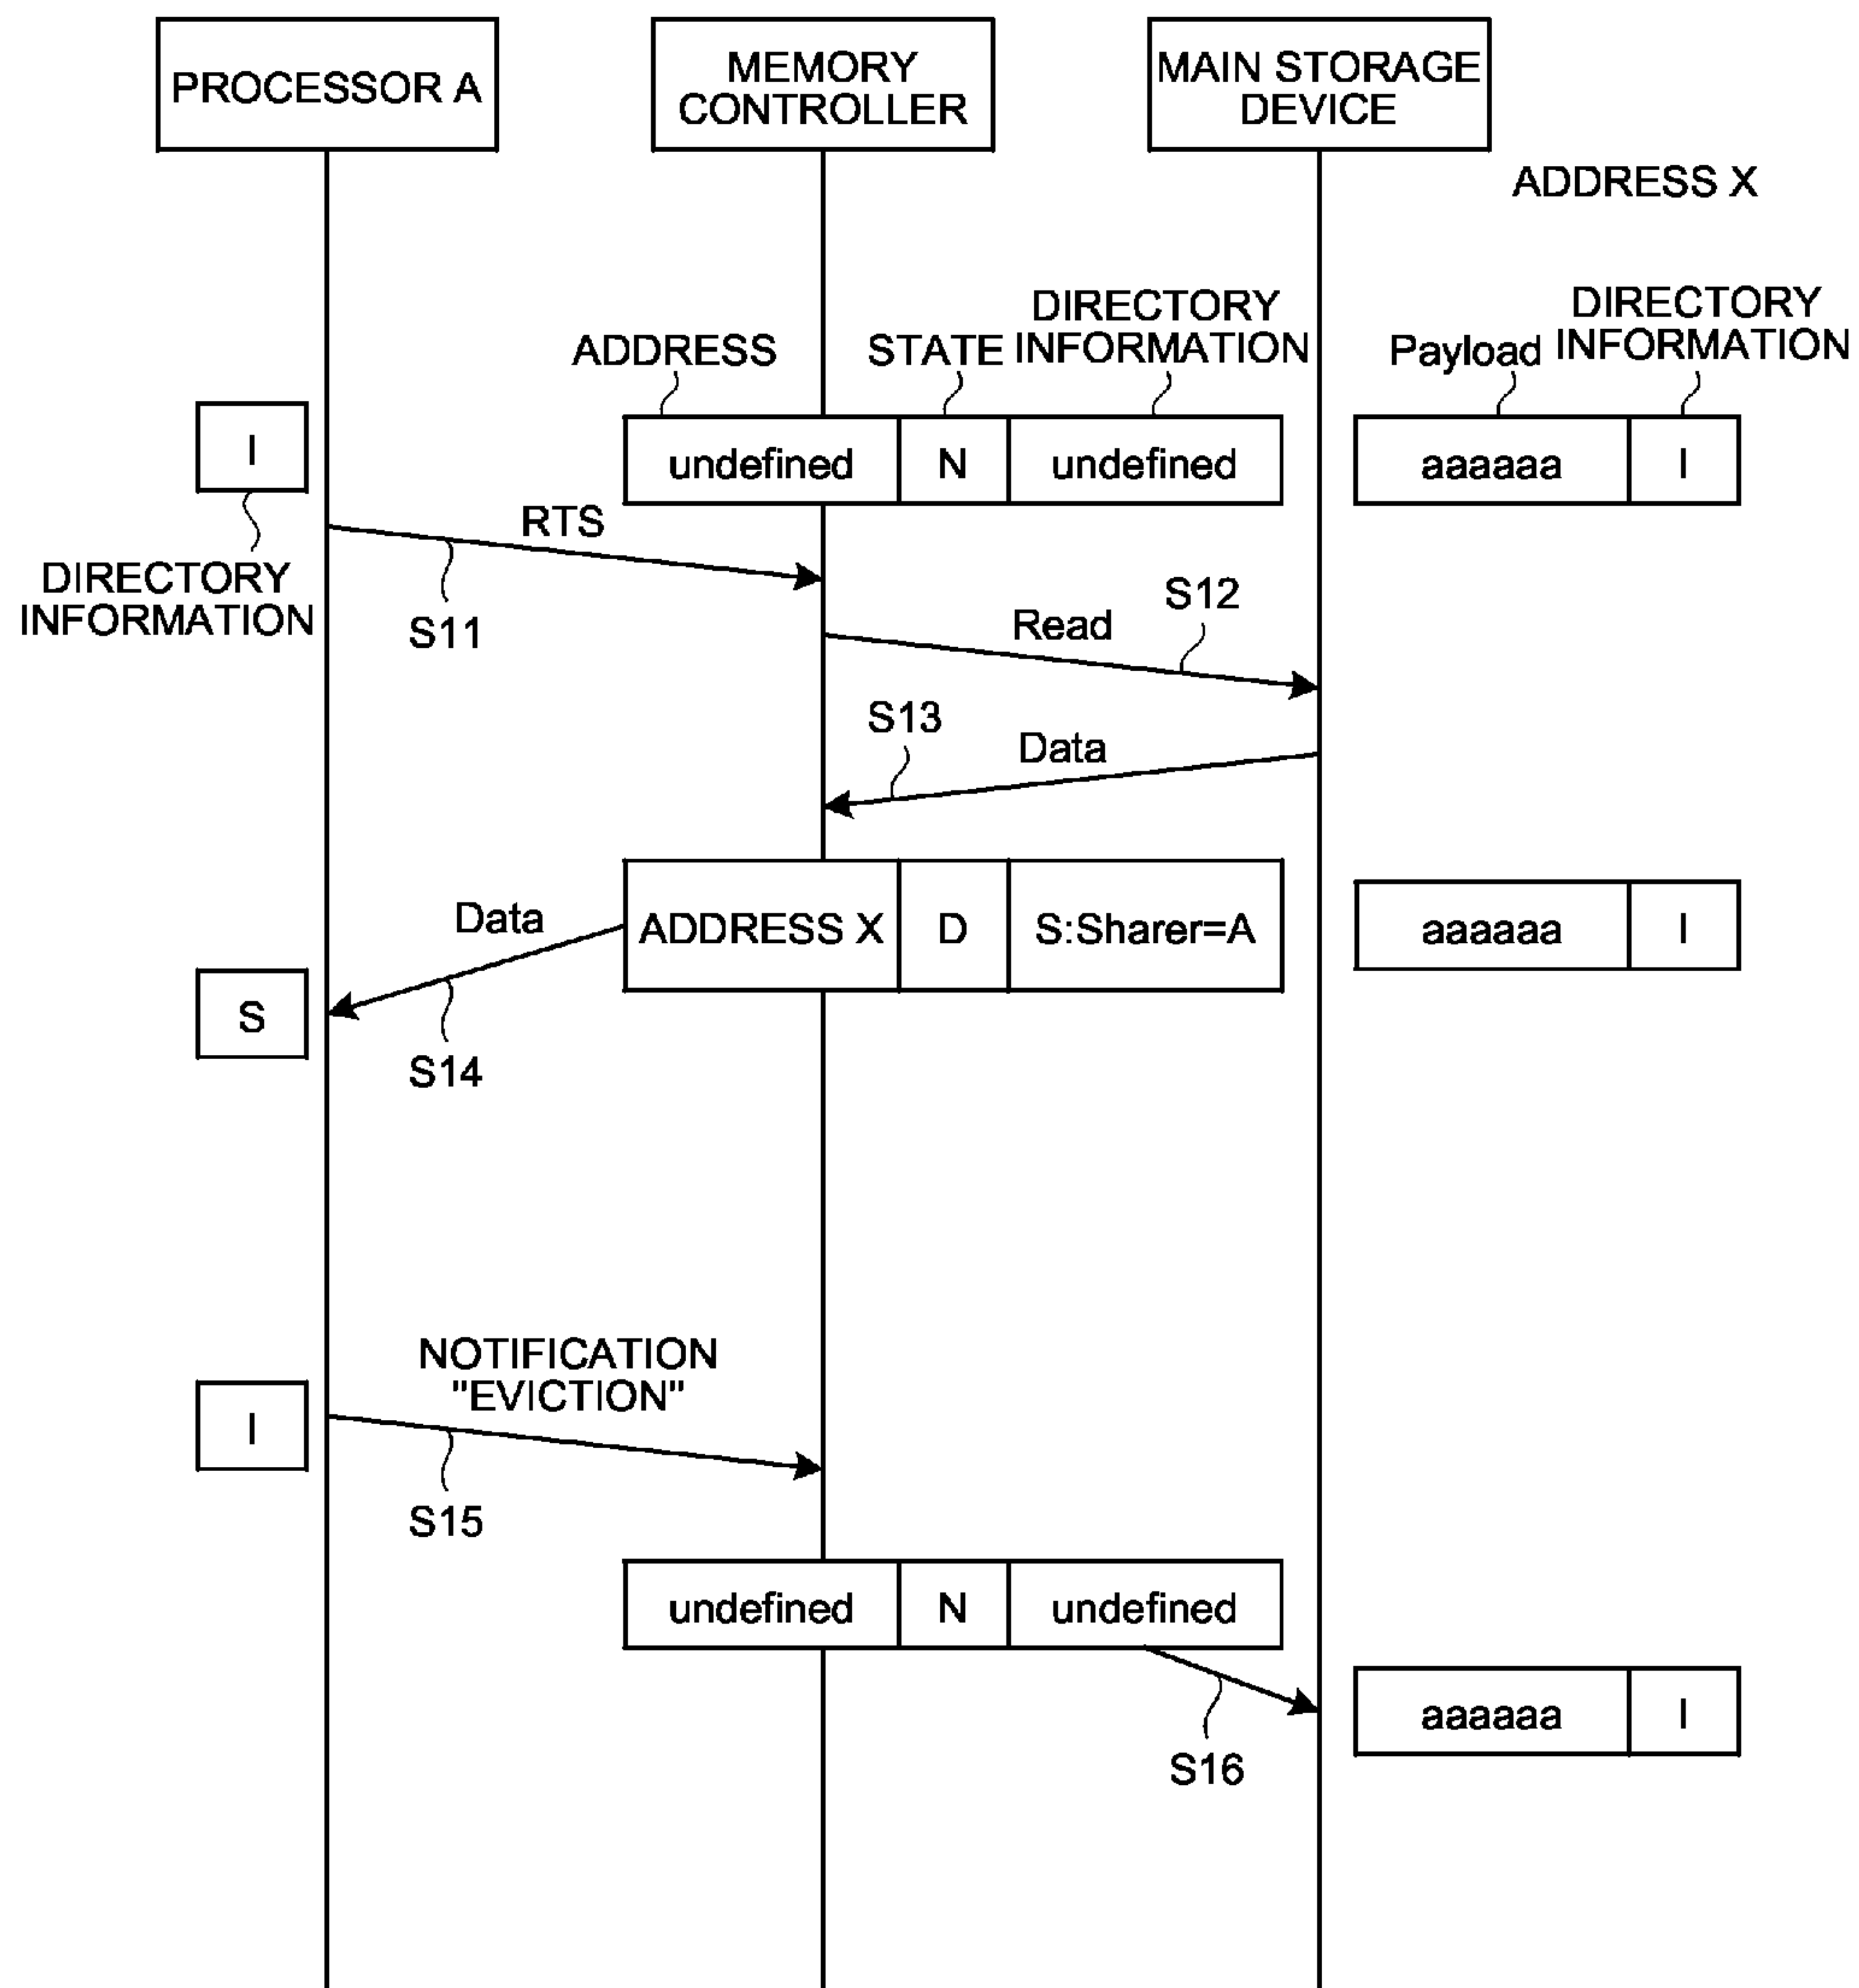 PROCESSOR A
MEMORY
CONTROLLER
MAIN STORAGE
DEVICE
ADDRESS X
ADDRESS
STATE
DIRECTORY
INFORMATION
Payload
DIRECTORY
INFORMATION
I
undefined
N
undefined
aaaaaa
I
DIRECTORY
INFORMATION
RTS
S11
Read
S12
S13
Data
Data
ADDRESS X
D
S:Sharer=A
aaaaaa
I
S
S14
NOTIFICATION
"EVICTION"
I
S15
undefined
N
undefined
aaaaaa
I
S16